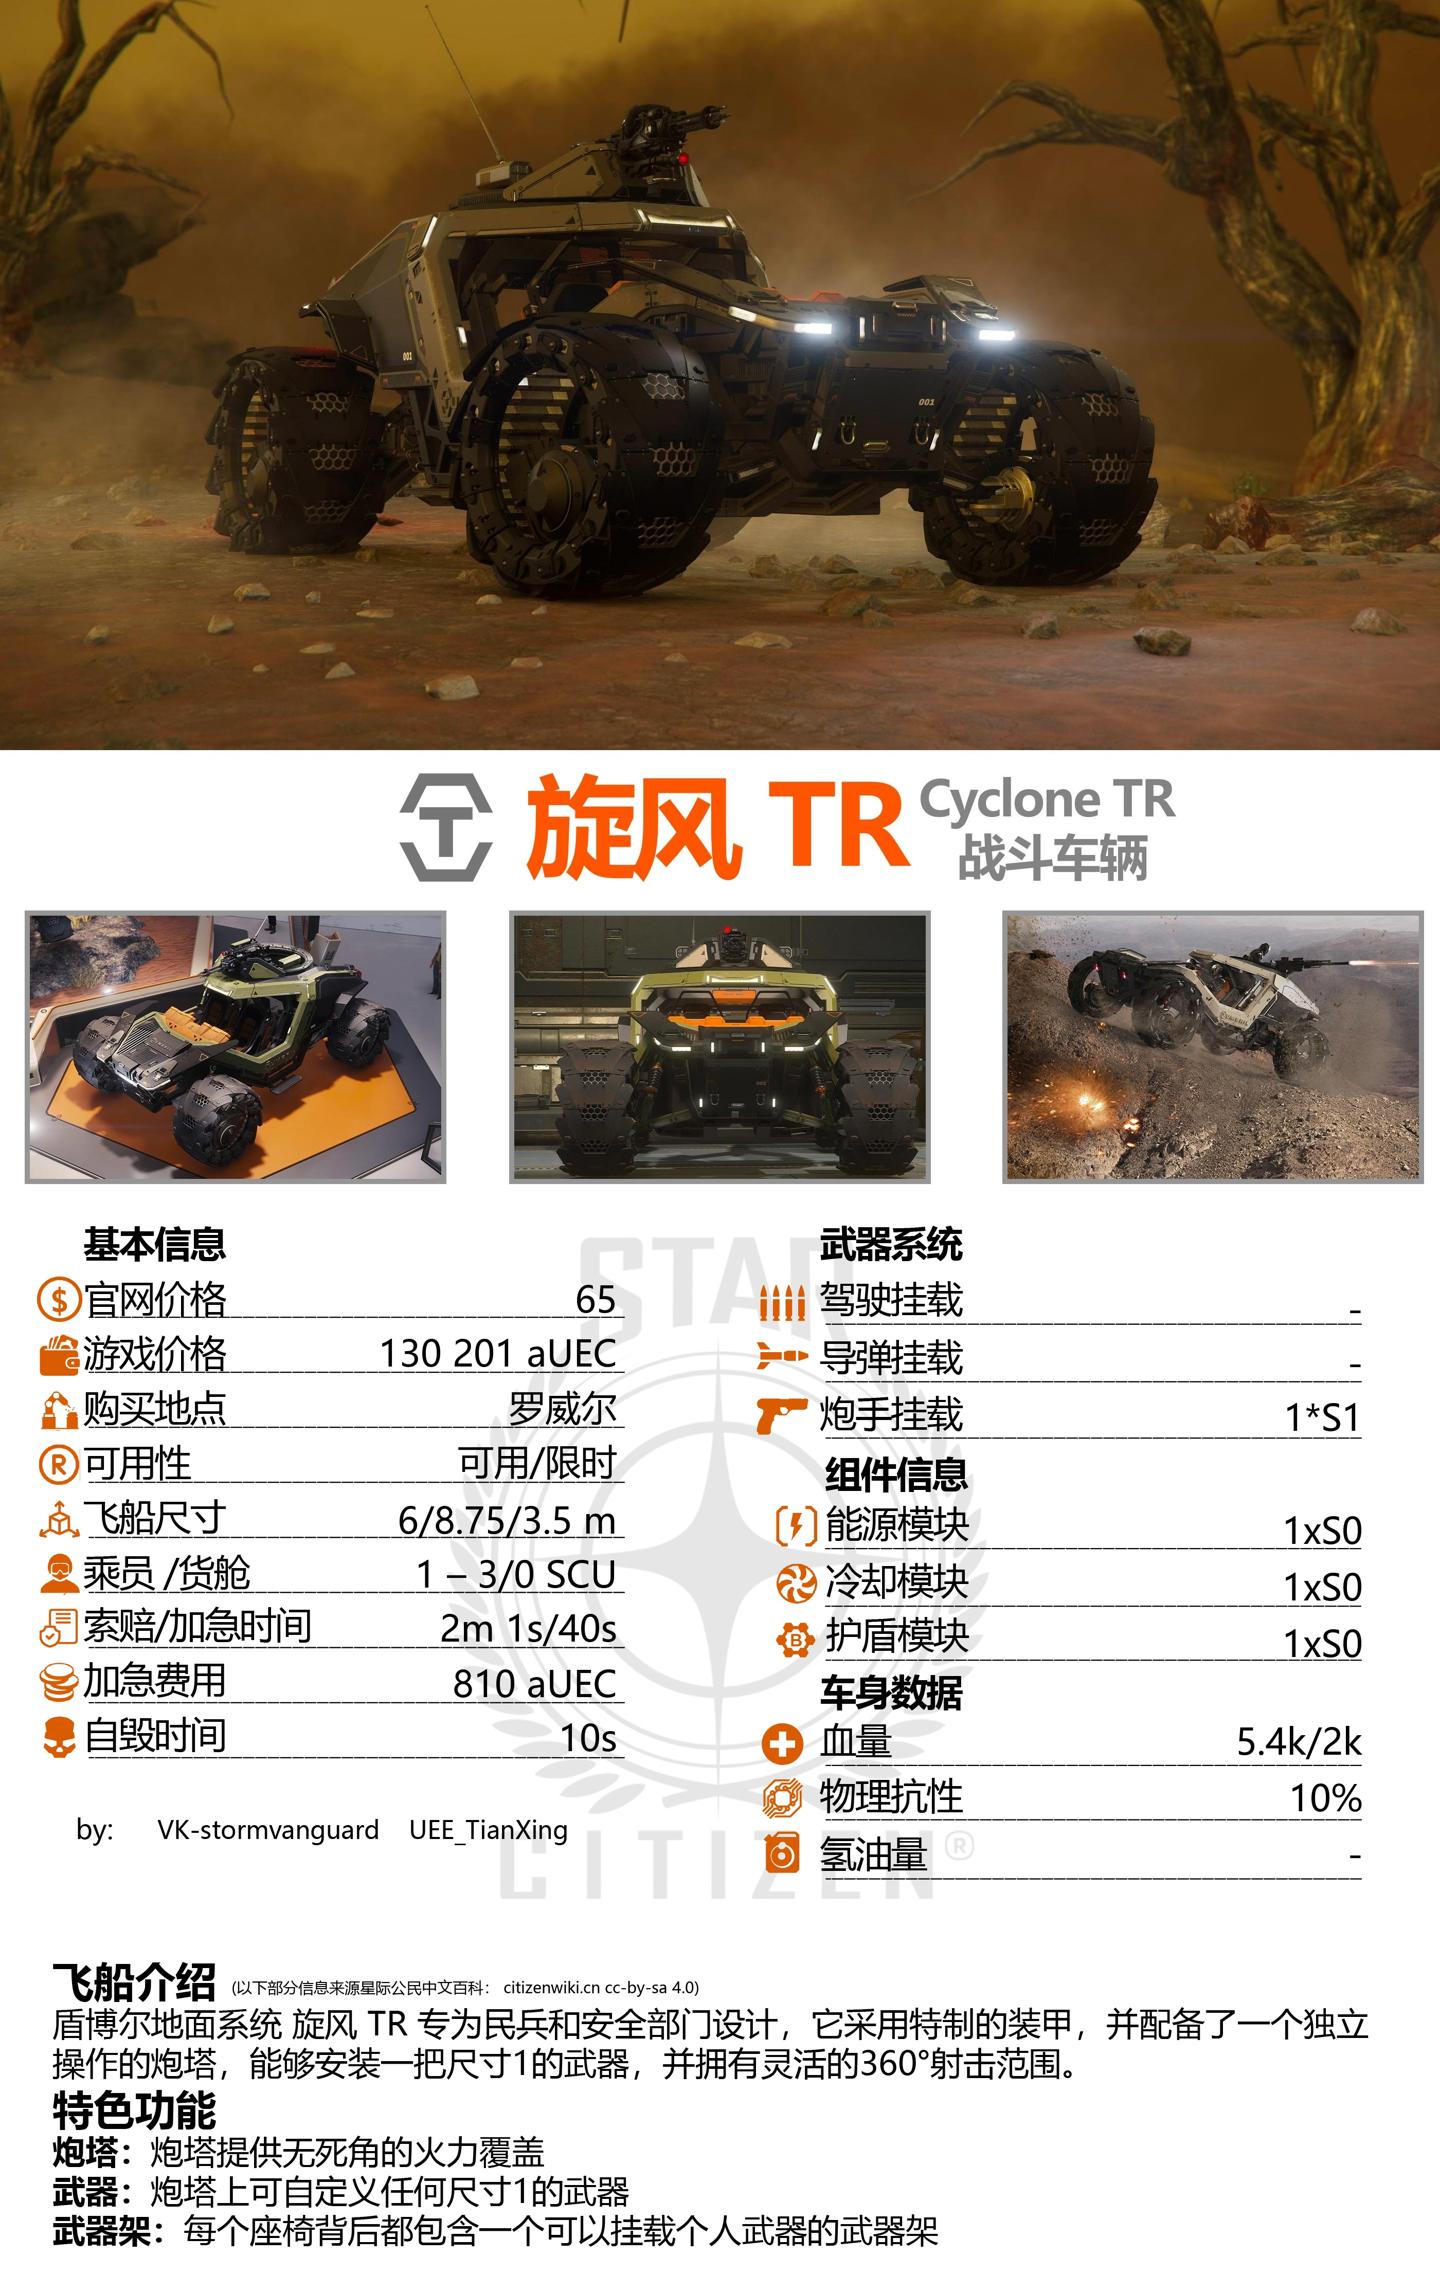 001
001
旋风 TR
Cyclone TR
战斗车辆
基本信息
官网价格 65
游戏价格 130 201 aUEC
购买地点 罗威尔
可用性 可用/限时
飞船尺寸 6/8.75/3.5 m
乘员 /货舱 1 – 3/0 SCU
索赔/加急时间 2m 1s/40s
加急费用 810 aUEC
自毁时间 10s
by: VK-stormvanguard UEE_TianXing
武器系统
驾驶挂载 -
导弹挂载 -
炮手挂载 1*S1
组件信息
能源模块 1xS0
冷却模块 1xS0
护盾模块 1xS0
车身数据
血量 5.4k/2k
物理抗性 10%
氢油量 -
STAR
CITIZEN®
飞船介绍 (以下部分信息来源星际公民中文百科： citizenwiki.cn cc-by-sa 4.0)
盾博尔地面系统 旋风 TR 专为民兵和安全部门设计，它采用特制的装甲，并配备了一个独立
操作的炮塔，能够安装一把尺寸1的武器，并拥有灵活的360°射击范围。
特色功能
炮塔：炮塔提供无死角的火力覆盖
武器：炮塔上可自定义任何尺寸1的武器
武器架：每个座椅背后都包含一个可以挂载个人武器的武器架